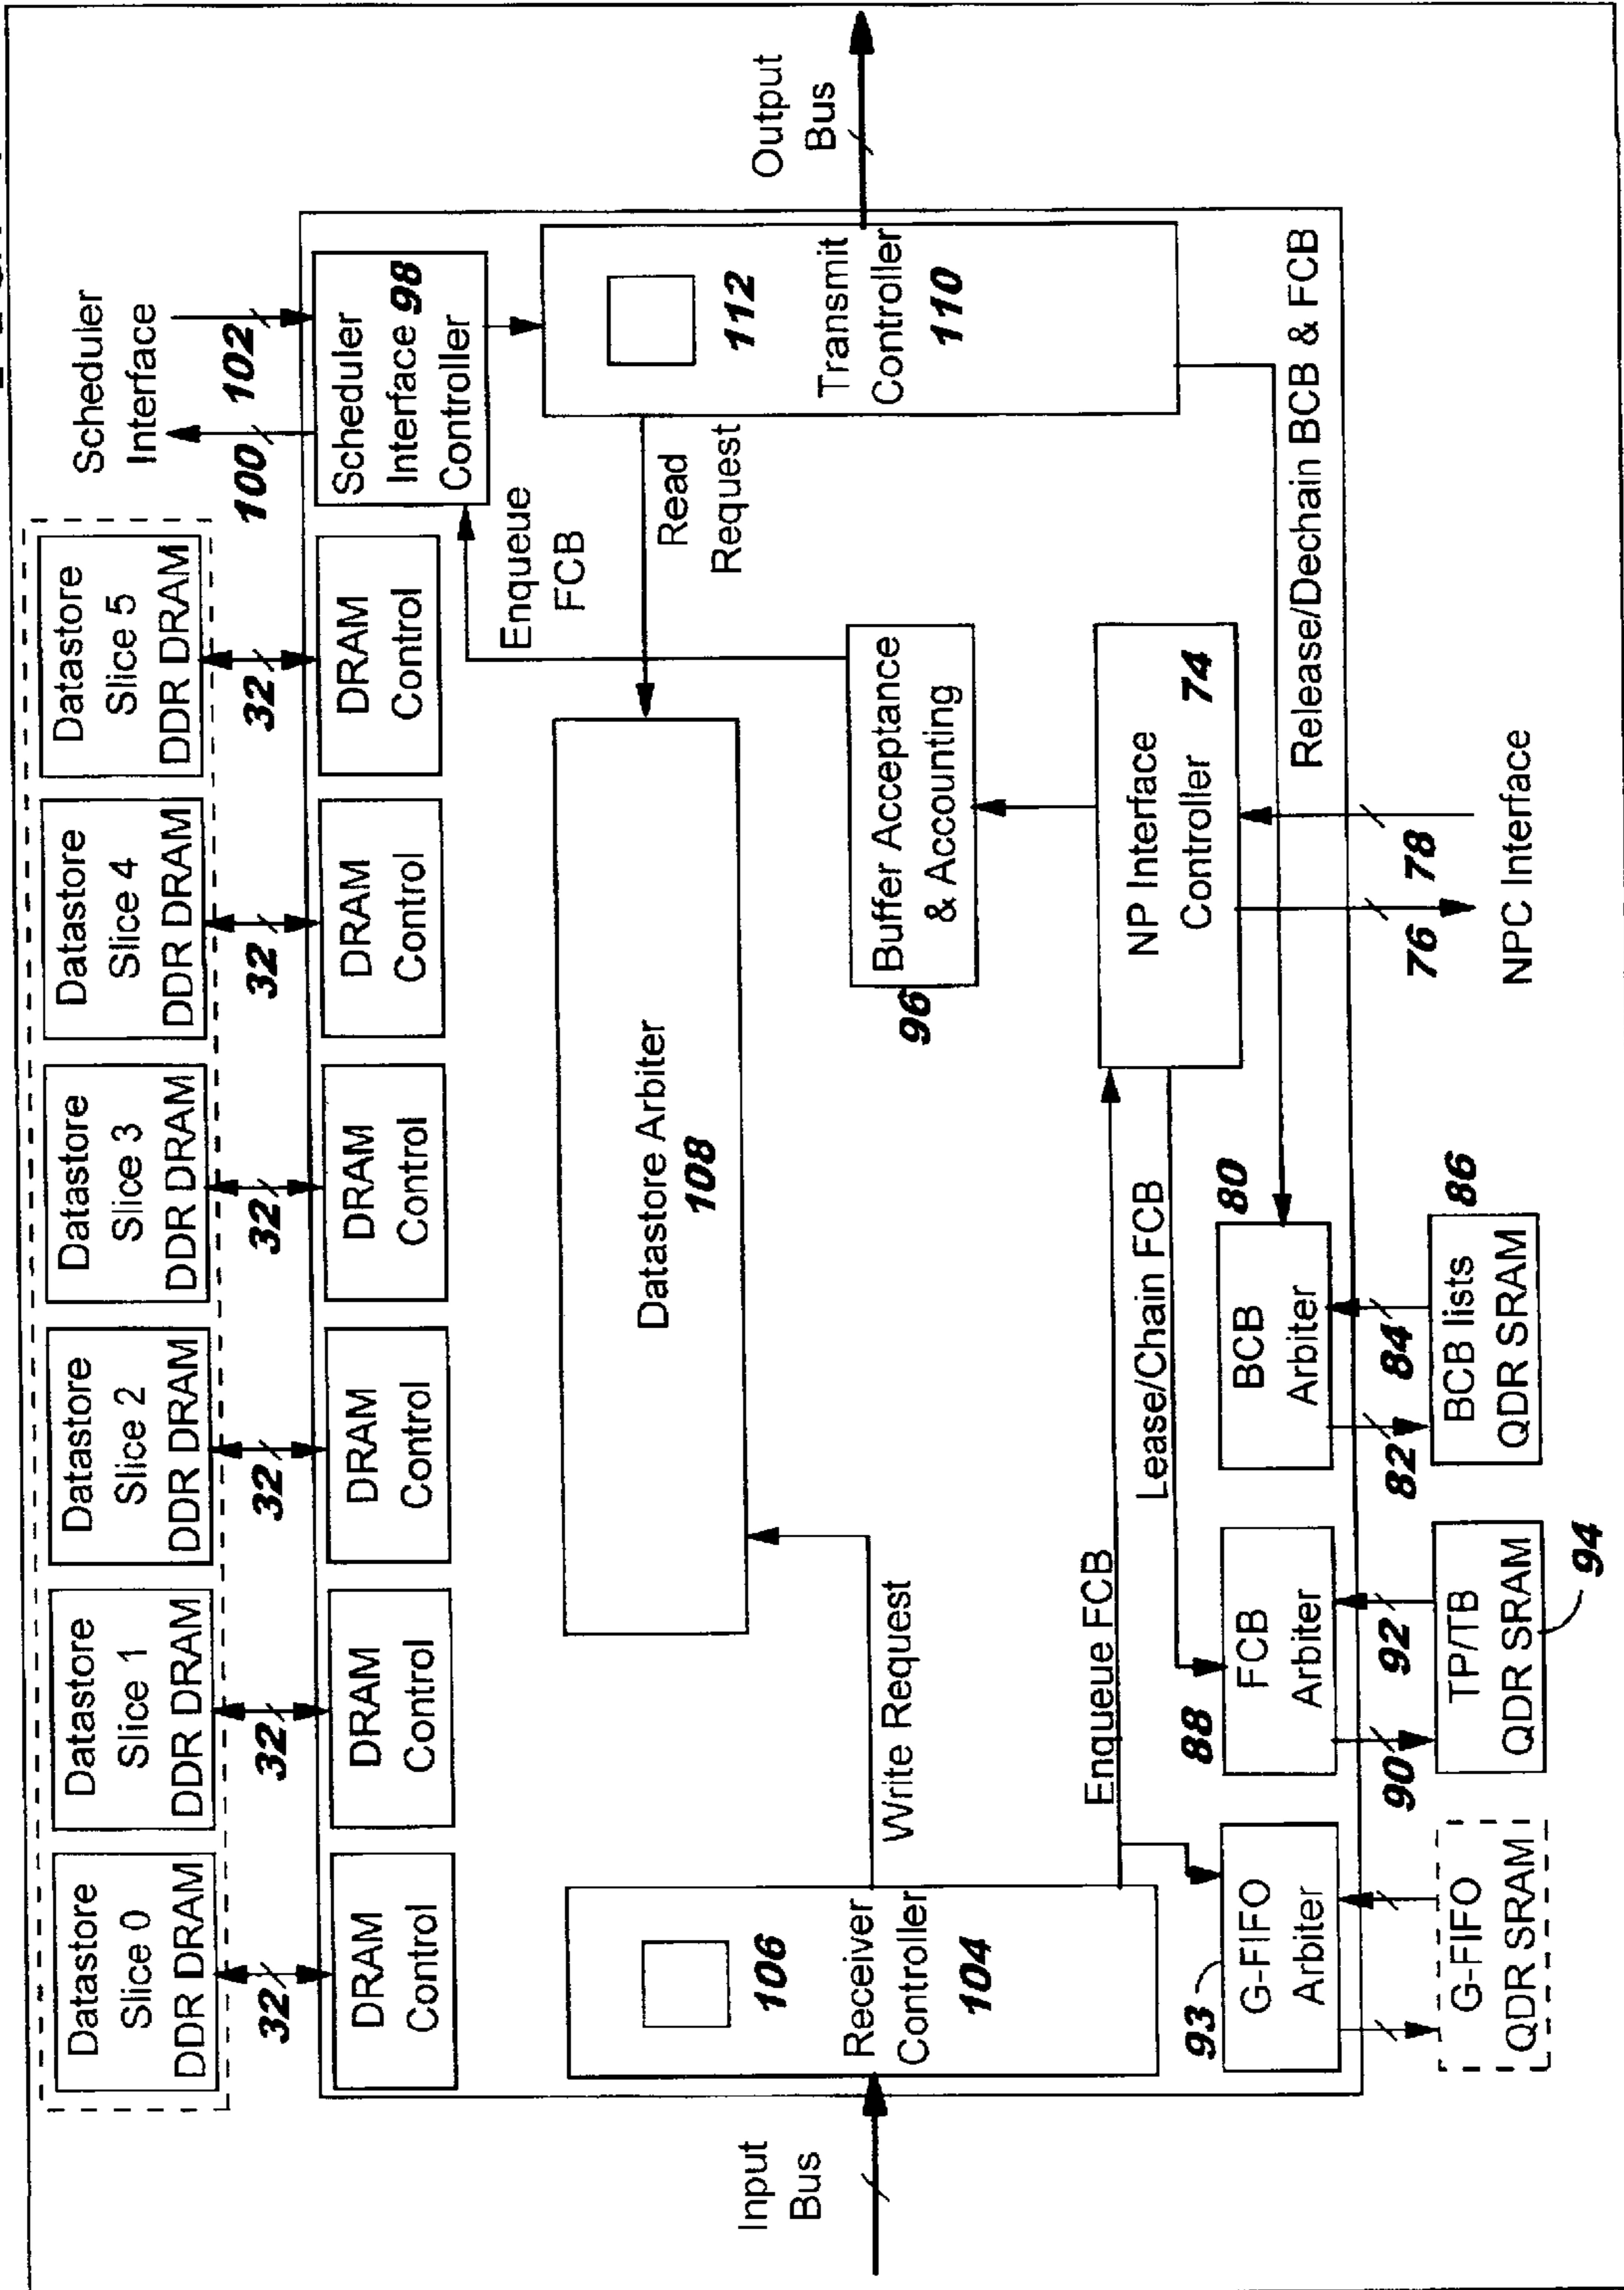 Datastore
Slice 0
DDR DRAM
Datastore
Slice 1
DDR DRAM
Datastore
Slice 2
DDR DRAM
Datastore
Slice 3
DDR DRAM
Datastore
Slice 4
DDR DRAM
Datastore
Slice 5
DDR DRAM
Scheduler
Interface
32
32
32
32
32
32
100
102
DRAM
Control
DRAM
Control
DRAM
Control
DRAM
Control
DRAM
Control
DRAM
Control
Scheduler
Interface 98
Controller
Enqueue
FCB
Input
Bus
106
Receiver
Controller
104
Write Request
Datastore Arbiter
108
Read
Request
112
Transmit
Controller
110
Output
Bus
Buffer Acceptance
& Accounting
96
Enqueue FCB
Lease/Chain FCB
NP Interface
Controller
74
Release/Dechain BCB & FCB
93
G-FIFO
Arbiter
88
FCB
Arbiter
BCB
Arbiter
80
90
92
82
84
76
78
G-FIFO
QDR SRAM
TP/TB
QDR SRAM
94
BCB lists
QDR SRAM
86
NPC Interface